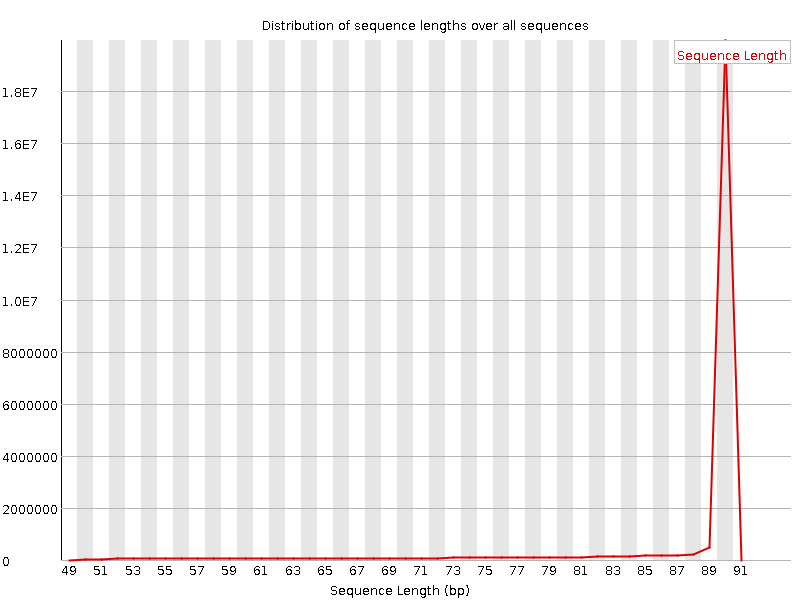 Distribution of sequence lengths over all sequences
Sequence Length
1.8E7
1.6E7
1.4E7
1.2E7
1.0E7
8000000
6000000
4000000
2000000
0
49 51 53 55 57 59 61 63 65 67 69 71 73 75 77 79 81 83 85 87 89 91
Sequence Length (bp)